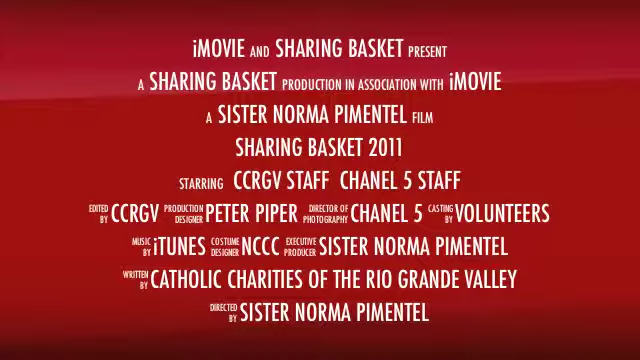 iMOVIE AND SHARING BASKET PRESENT
A SHARING BASKET PRODUCTION IN ASSOCIATION WITH iMOVIE
A SISTER NORMA PIMENTEL FILM
SHARING BASKET 2011
STARRING CCRGV STAFF CHANEL 5 STAFF
EDITED BY CCRGV PRODUCTION DESIGNER PETER PIPER DIRECTOR OF PHOTOGRAPHY CHANEL 5 CASTING BY VOLUNTEERS
MUSIC BY iTUNES COSTUME DESIGNER NCCC EXECUTIVE PRODUCER SISTER NORMA PIMENTEL
WRITTEN BY CATHOLIC CHARITIES OF THE RIO GRANDE VALLEY
DIRECTED BY SISTER NORMA PIMENTEL